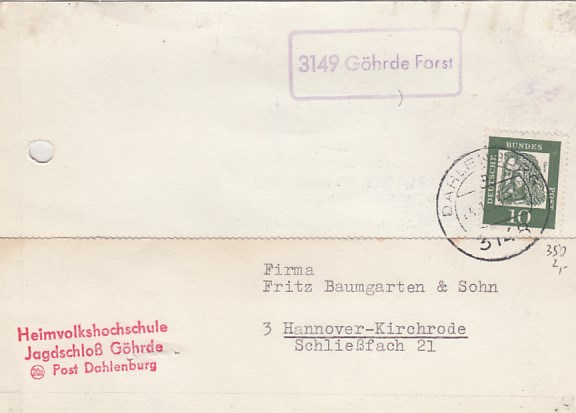 3149 Göhrde Forst
DEUTSCHE BUNDES POST
10
3148
350
2,-
Firma
Fritz Baumgarten & Sohn
3 Hannover-Kirchrode
Schließfach 21
Heimvolkshochschule
Jagdschloß Göhrde
Post Dahlenburg